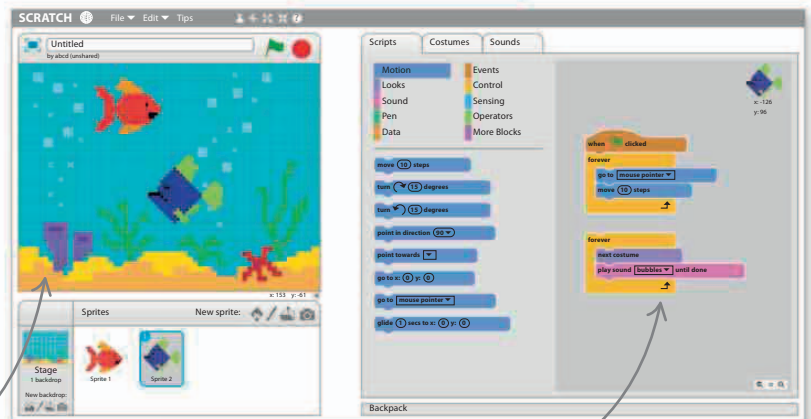 SCRATCH File Edit Tips
Untitled
by abcd (unshared)
x: 153 y: -61
Sprites New sprite:
Stage
1 backdrop
New backdrop:
Sprite 1
Sprite 2
Scripts Costumes Sounds
Motion
Looks
Sound
Pen
Data
Events
Control
Sensing
Operators
More Blocks
move 10 steps
turn 15 degrees
turn 15 degrees
point in direction 90
point towards
go to x: 0 y: 0
go to mouse pointer
glide 1 secs to x: 0 y: 0
x: -126
y: 96
when clicked
forever
go to mouse pointer
move 10 steps
forever
next costume
play sound bubbles until done
Backpack